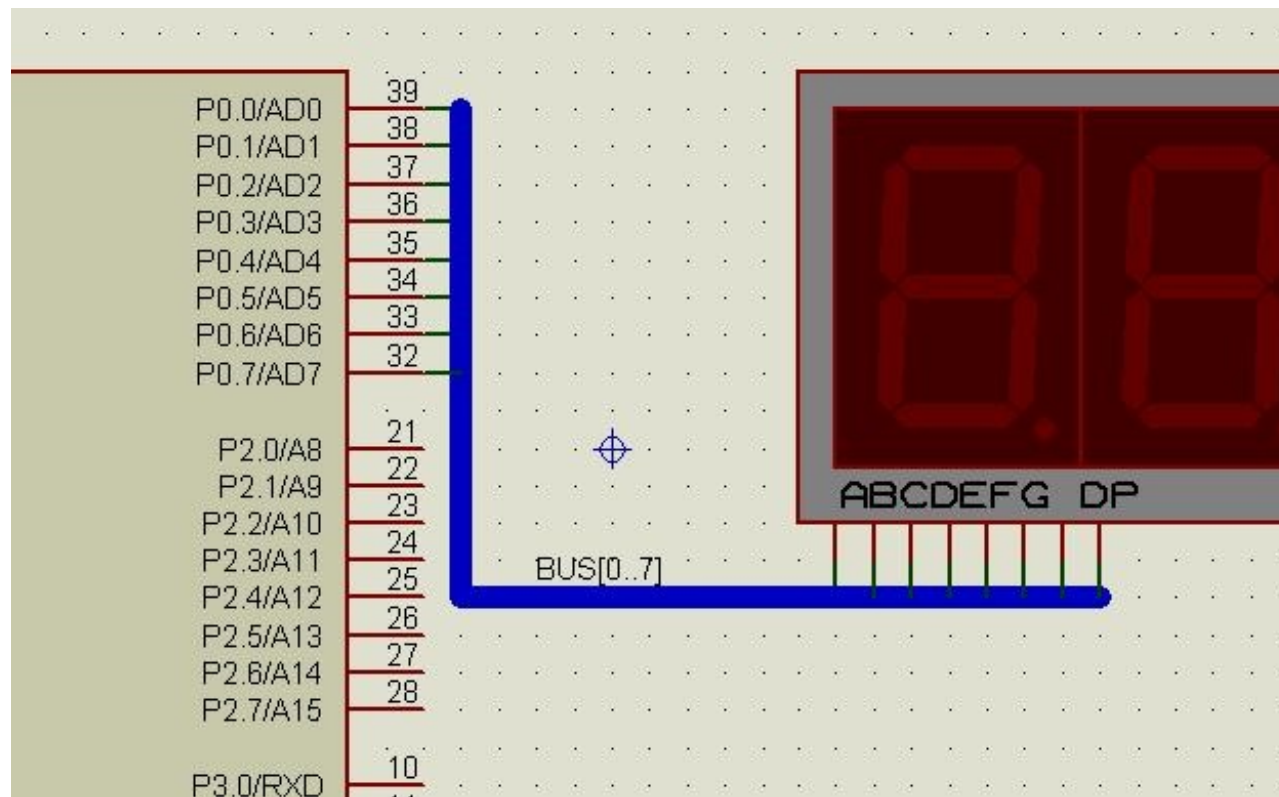 39
P0.0/AD0
38
P0.1/AD1
37
P0.2/AD2
36
P0.3/AD3
35
P0.4/AD4
34
P0.5/AD5
33
P0.6/AD6
32
P0.7/AD7
21
P2.0/A8
22
P2.1/A9
23
P2.2/A10
24
P2.3/A11
25
P2.4/A12
26
P2.5/A13
27
P2.6/A14
28
P2.7/A15
10
P3.0/RXD
ABCDEFG DP
BUS[0..7]